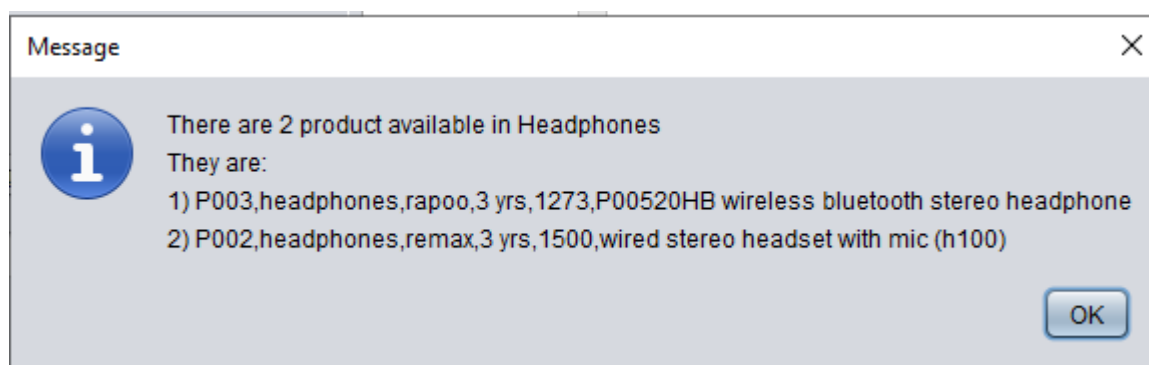 Message
There are 2 product available in Headphones
They are:
1) P003,headphones,rapoo,3 yrs,1273,P00520HB wireless bluetooth stereo headphone
2) P002,headphones,remax,3 yrs,1500,wired stereo headset with mic (h100)
OK